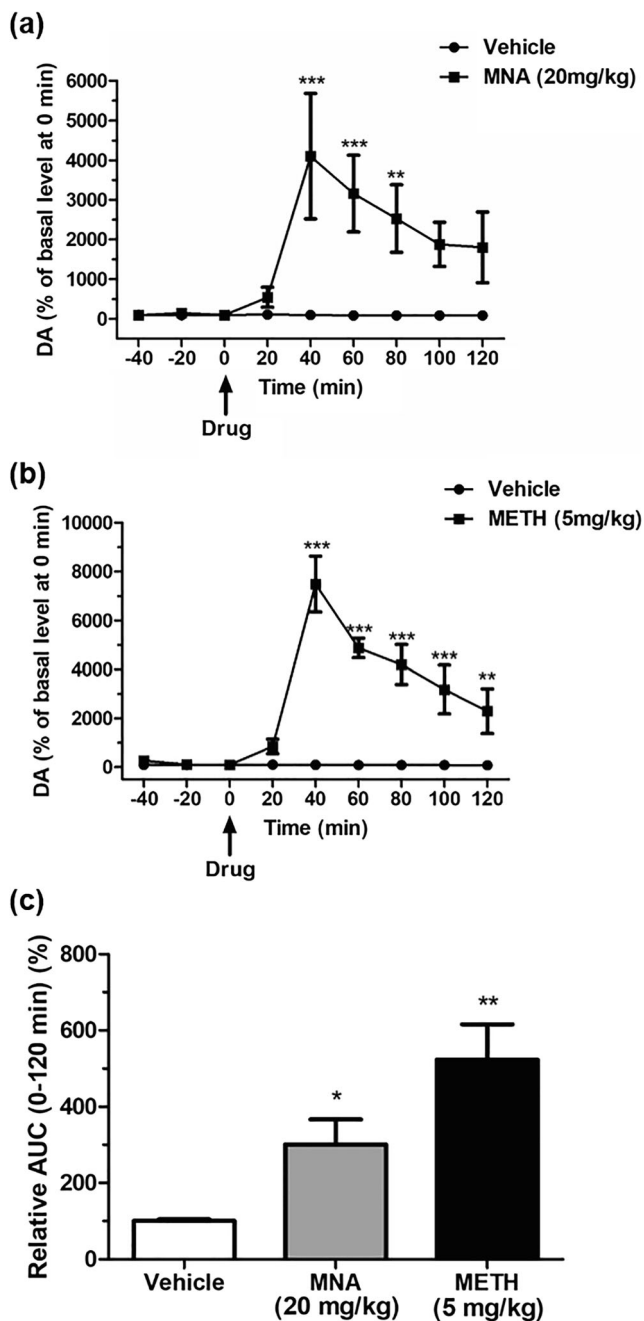 (a)
Vehicle
MNA (20mg/kg)
DA (% of basal level at 0 min)
6000
5000
4000
3000
2000
1000
0
***
***
**
-40 -20 0 20 40 60 80 100 120
Time (min)
Drug
(b)
Vehicle
METH (5mg/kg)
DA (% of basal level at 0 min)
10000
8000
6000
4000
2000
0
***
***
***
***
**
-40 -20 0 20 40 60 80 100 120
Time (min)
Drug
(c)
Relative AUC (0-120 min) (%)
800
600
400
200
0
*
**
Vehicle MNA METH
(20 mg/kg) (5 mg/kg)